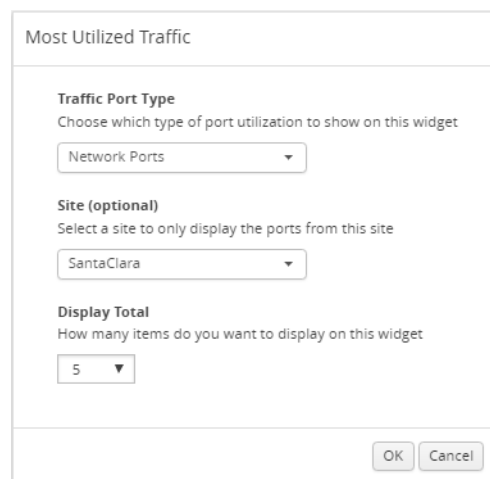 Most Utilized Traffic
Traffic Port Type
Choose which type of port utilization to show on this widget
Network Ports
Site (optional)
Select a site to only display the ports from this site
SantaClara
Display Total
How many items do you want to display on this widget
5
OK Cancel